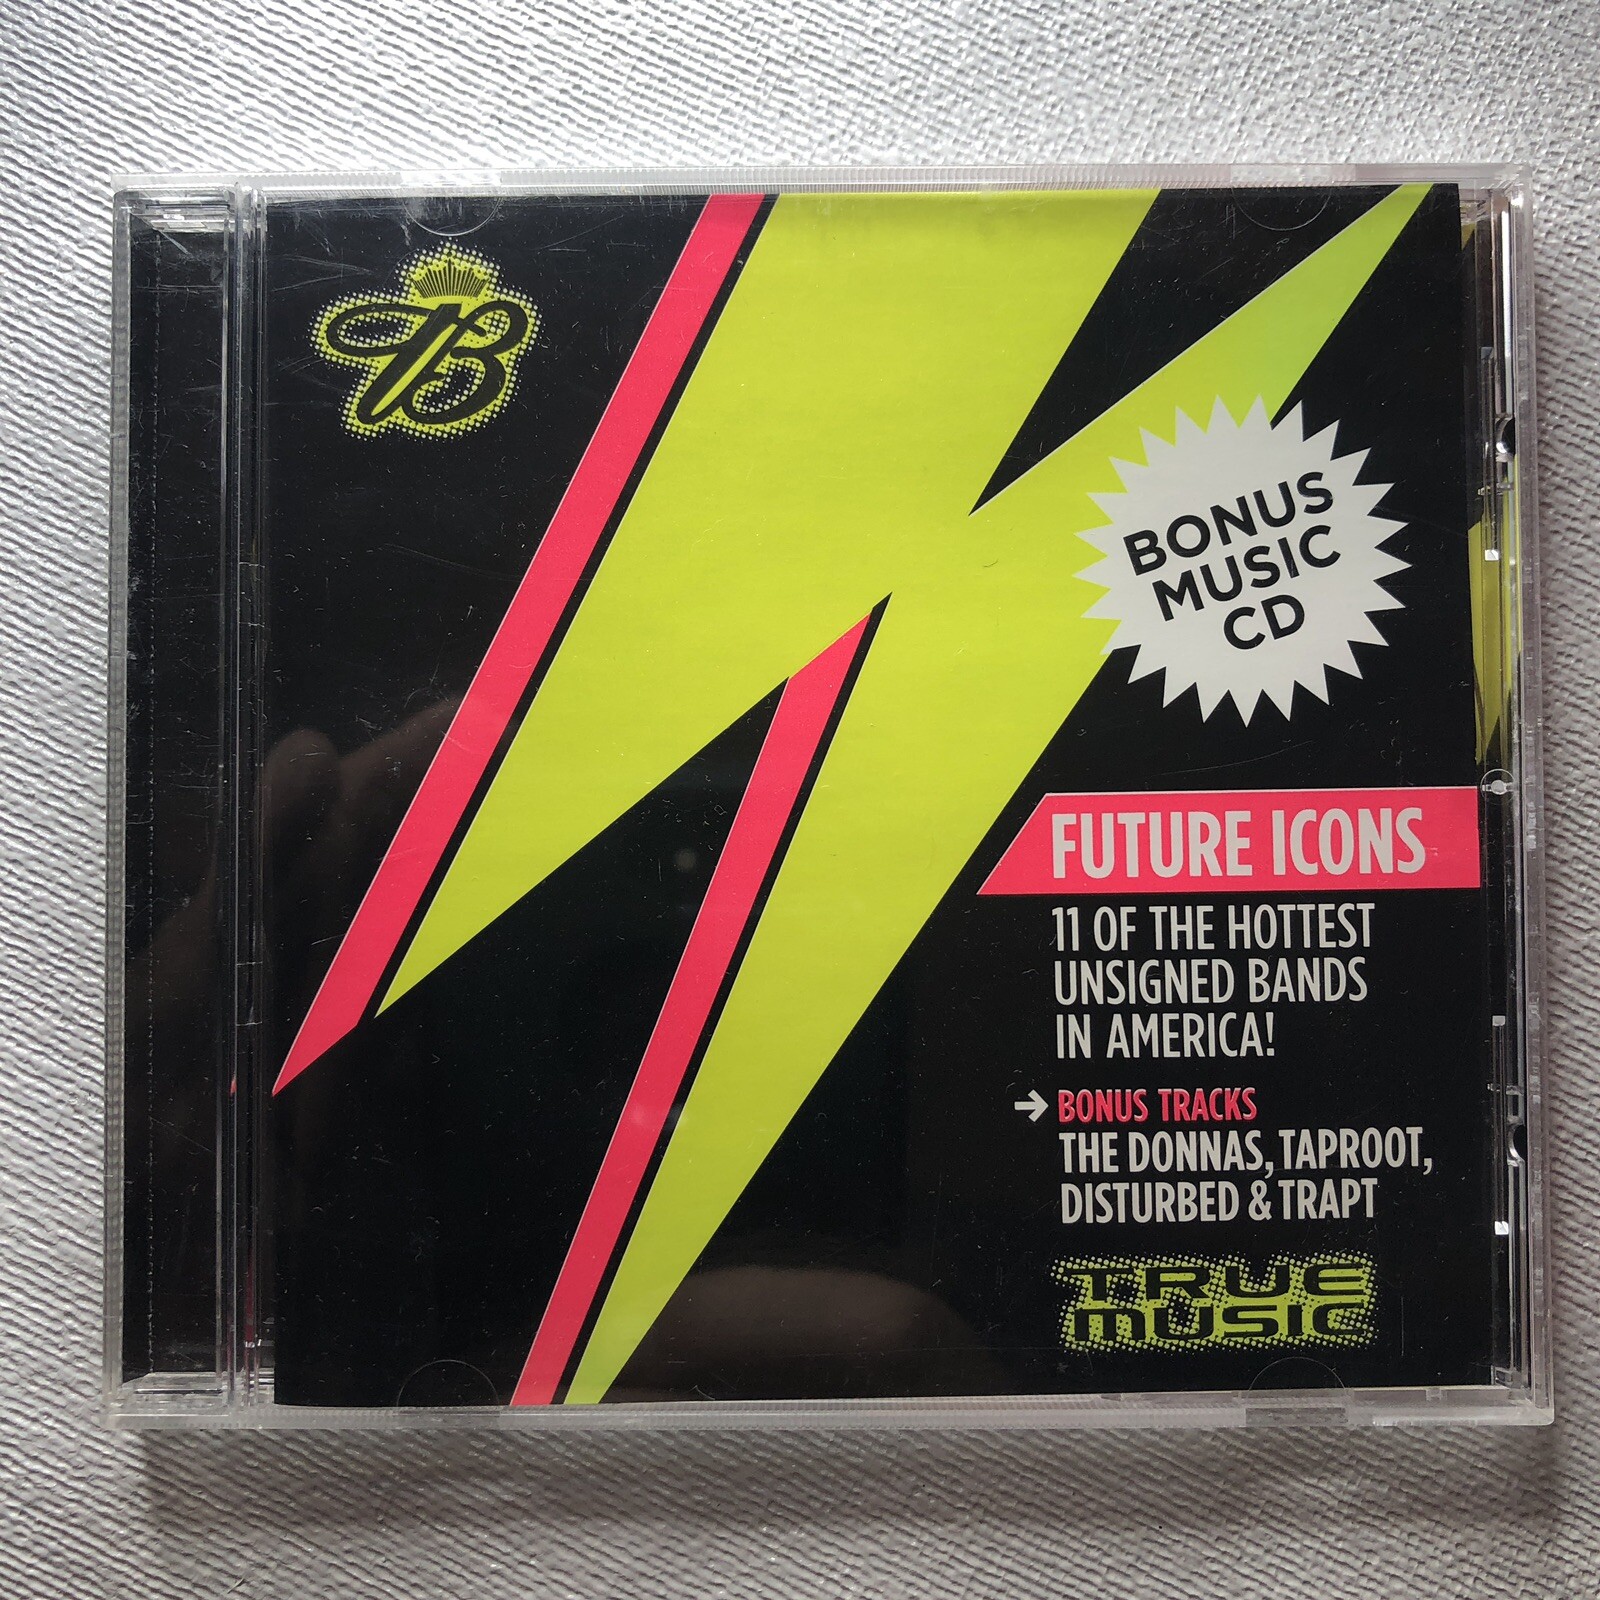 B
BONUS
MUSIC
CD
FUTURE ICONS
11 OF THE HOTTEST
UNSIGNED BANDS
IN AMERICA!
→ BONUS TRACKS
THE DONNAS, TAPROOT,
DISTURBED & TRAPT
TRUE
MUSIC